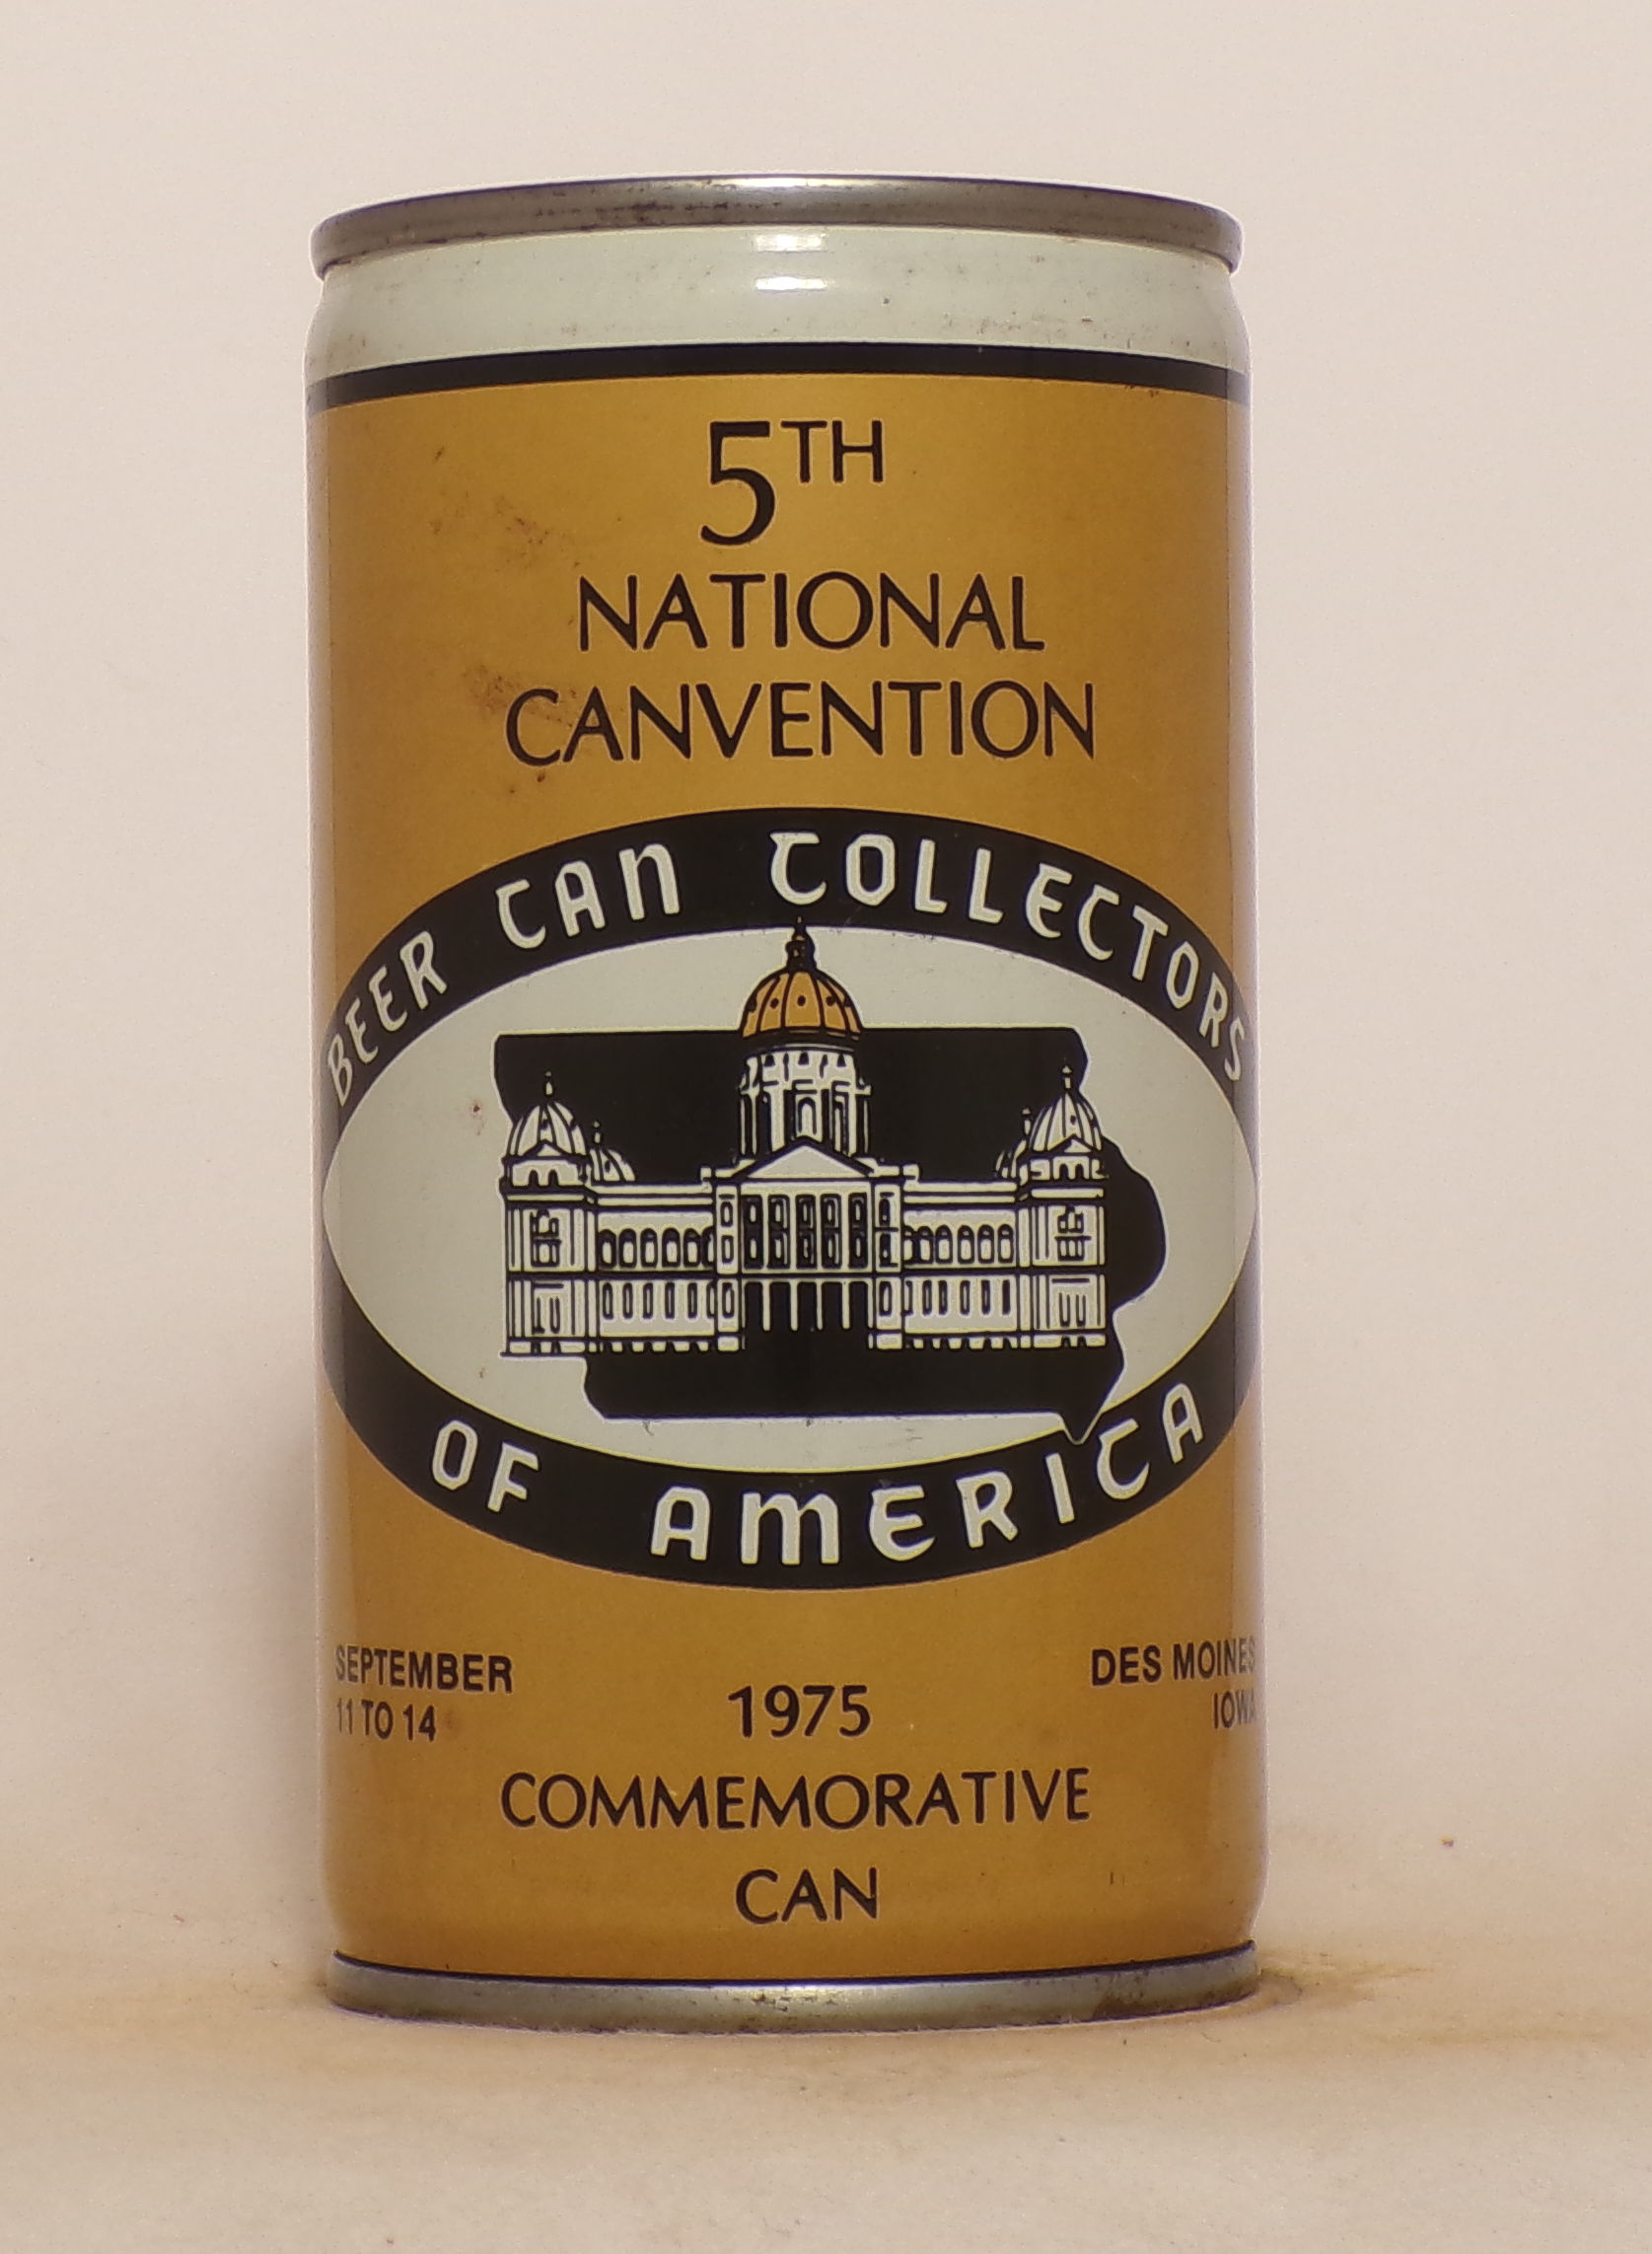 5TH
NATIONAL
CANVENTION
BEER CAN COLLECTORS
OF AMERICA
SEPTEMBER
11 TO 14
DES MOINES
IOWA
1975
COMMEMORATIVE
CAN